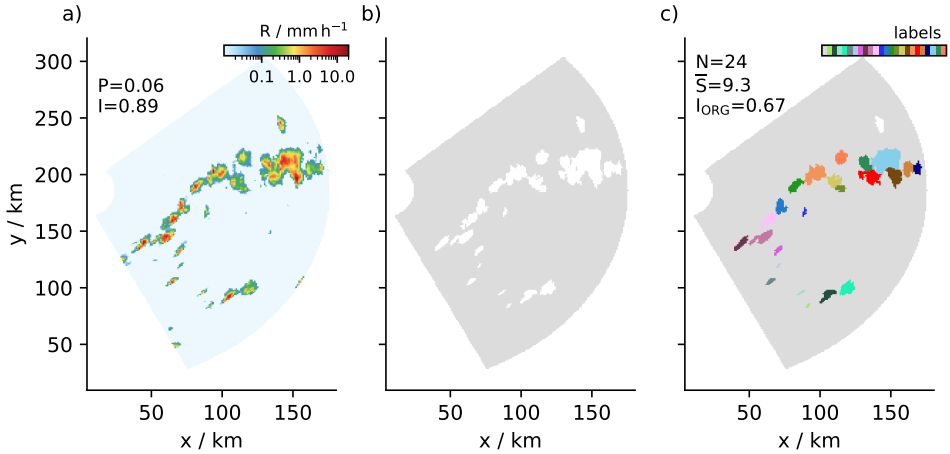 a)
R / mm h⁻¹
0.1 1.0 10.0
P=0.06
I=0.89
300
250
200
150
100
50
y / km
50 100 150
x / km
b)
50 100 150
x / km
c)
labels
N=24
S̅=9.3
I_ORG=0.67
50 100 150
x / km